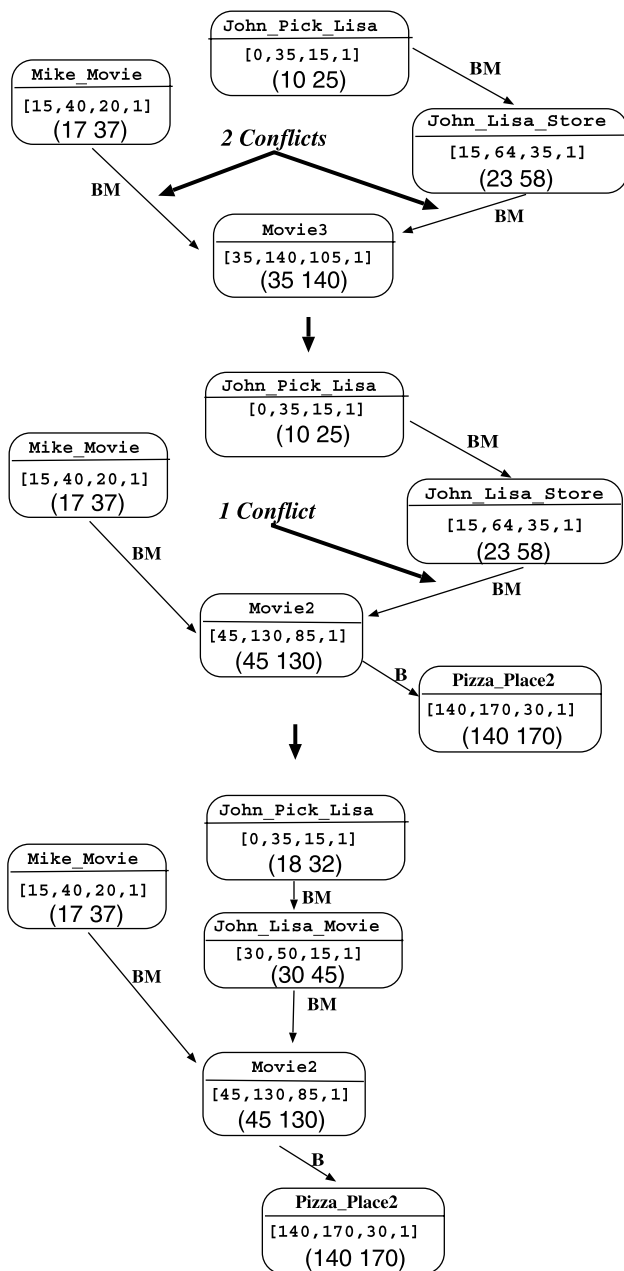 John_Pick_Lisa
[0,35,15,1]
(10 25)
BM
Mike_Movie
[15,40,20,1]
(17 37)
John_Lisa_Store
[15,64,35,1]
(23 58)
2 Conflicts
BM
BM
Movie3
[35,140,105,1]
(35 140)
John_Pick_Lisa
[0,35,15,1]
(10 25)
BM
Mike_Movie
[15,40,20,1]
(17 37)
John_Lisa_Store
[15,64,35,1]
(23 58)
1 Conflict
BM
BM
Movie2
[45,130,85,1]
(45 130)
B
Pizza_Place2
[140,170,30,1]
(140 170)
John_Pick_Lisa
[0,35,15,1]
(18 32)
Mike_Movie
[15,40,20,1]
(17 37)
BM
John_Lisa_Movie
[30,50,15,1]
(30 45)
BM
BM
Movie2
[45,130,85,1]
(45 130)
B
Pizza_Place2
[140,170,30,1]
(140 170)